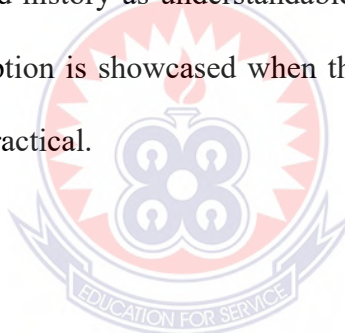 d history as understandable
ption is showcased when th
ractical.
EDUCATION FOR SERVICE